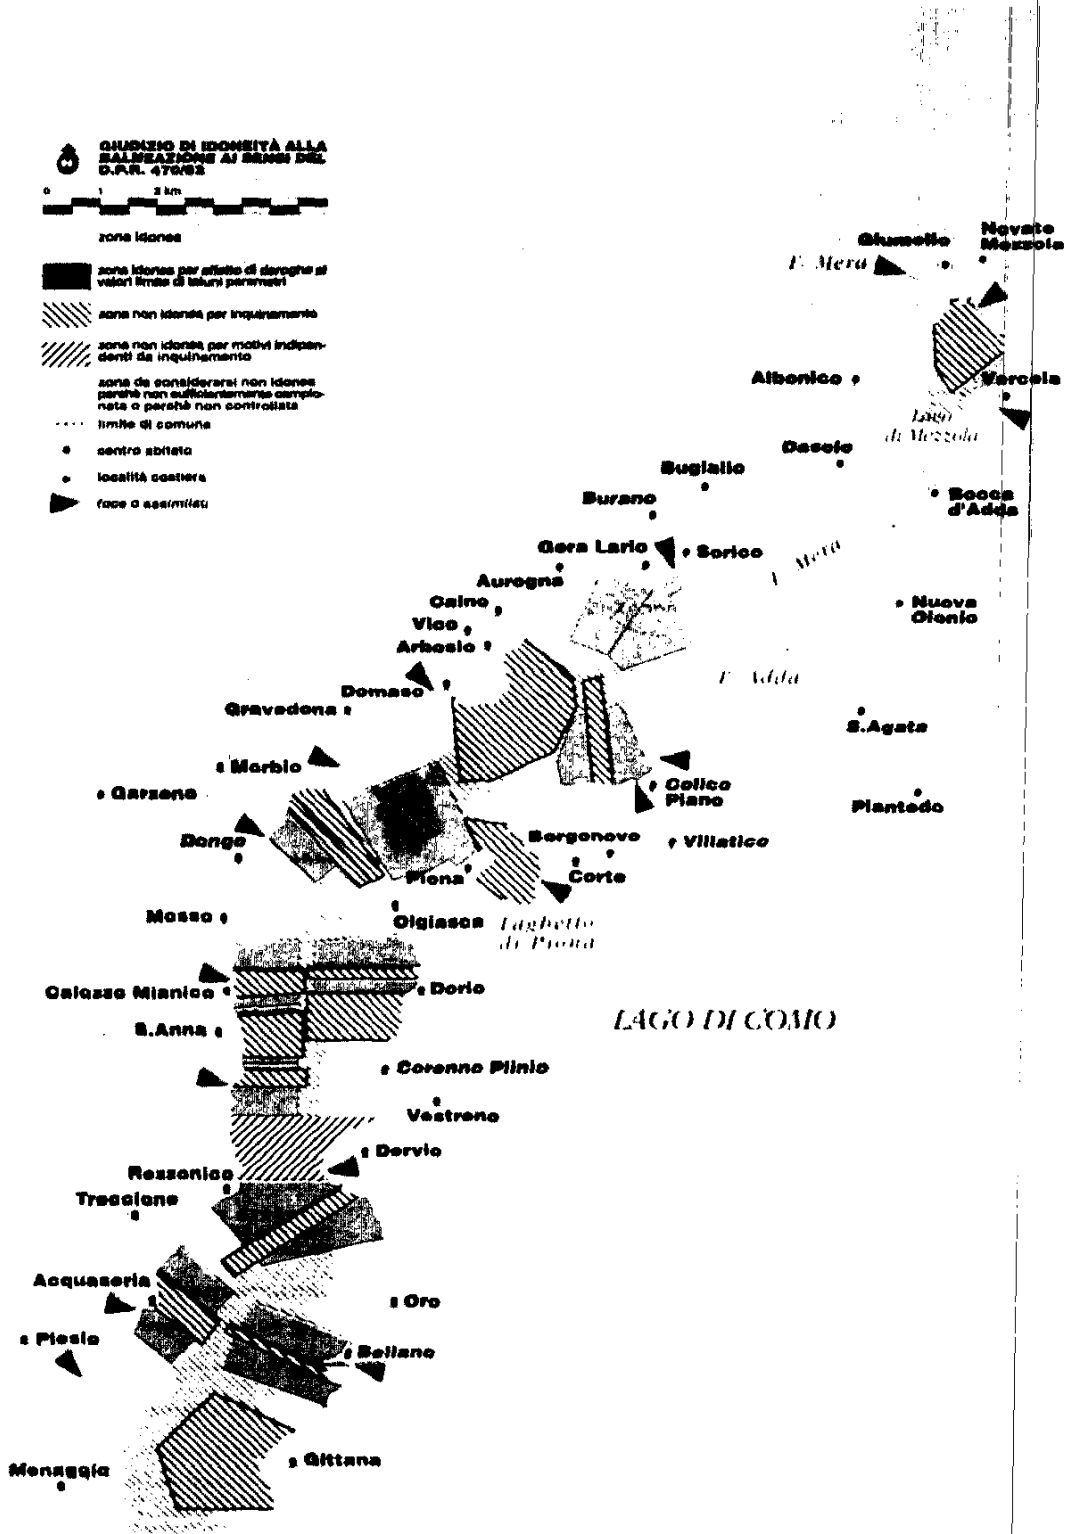 GIUDIZIO DI IDONEITÀ ALLA
BALNEAZIONE AI SENSI DEL
D.P.R. 470/82
0 1 2 km
zona idonea
zona idonea per effetto di deroghe ai
valori limite di taluni parametri
zona non idonea per inquinamento
zona non idonea per motivi indipen-
denti da inquinamento
zona da considerarsi non idonea
perchè non sufficientemente campio-
nata o perchè non controllata
limite di comune
centro abitato
località costiera
foce o assimilati
Giumello
Novate
Mezzola
F. Mera
Albonico
Verceia
Lago
di Mezzola
Dascio
Bugiallo
Burano
Bocca
d'Adda
Gera Lario
Sorico
F. Mera
Aurogna
Caino
Vico
Arbosio
Nuova
Olonio
F. Adda
Domaso
Gravedona
S.Agata
Morbio
Colico
Piano
Garzeno
Piantedo
Dongo
Borgonovo
Villatico
Piona
Corte
Musso
Olgiasca
Laghetto
di Piona
Calozzo Mianico
Dorio
LAGO DI COMO
S.Anna
Corenno Plinio
Vestreno
Dervio
Rezzonico
Treccione
Acquaseria
Oro
Plesio
Bellano
Gittana
Menaggio